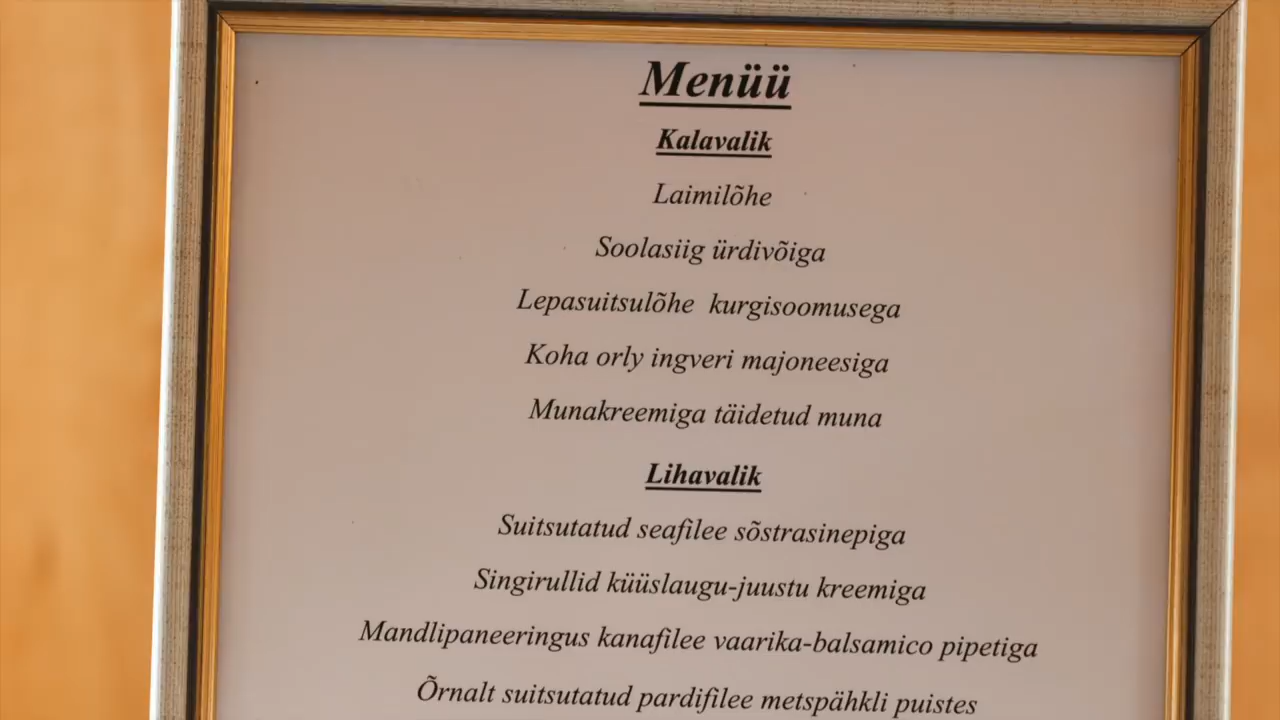 Menüü
Kalavalik
Laimilõhe
Soolasiig ürdivõiga
Lepasuitsulõhe kurgisoomusega
Koha orly ingveri majoneesiga
Munakreemiga täidetud muna
Lihavalik
Suitsutatud seafilee sõstrasinepiga
Singirullid küüslaugu-juustu kreemiga
Mandlipaneeringus kanafilee vaarika-balsamico pipetiga
Õrnalt suitsutatud pardifilee metspähkli puistes